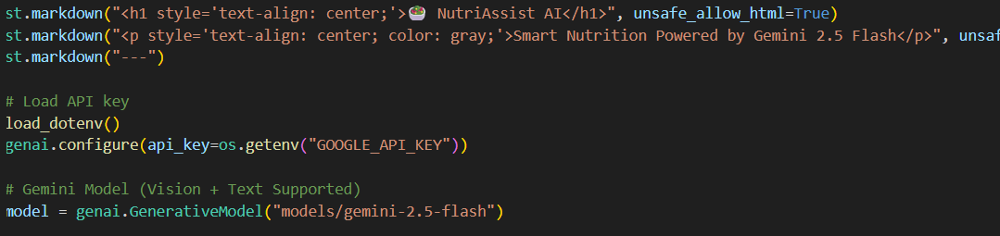 st.markdown("<h1 style='text-align: center;'>🥗 NutriAssist AI</h1>", unsafe_allow_html=True)
st.markdown("<p style='text-align: center; color: gray;'>Smart Nutrition Powered by Gemini 2.5 Flash</p>", unsaf
st.markdown("---")
# Load API key
load_dotenv()
genai.configure(api_key=os.getenv("GOOGLE_API_KEY"))
# Gemini Model (Vision + Text Supported)
model = genai.GenerativeModel("models/gemini-2.5-flash")